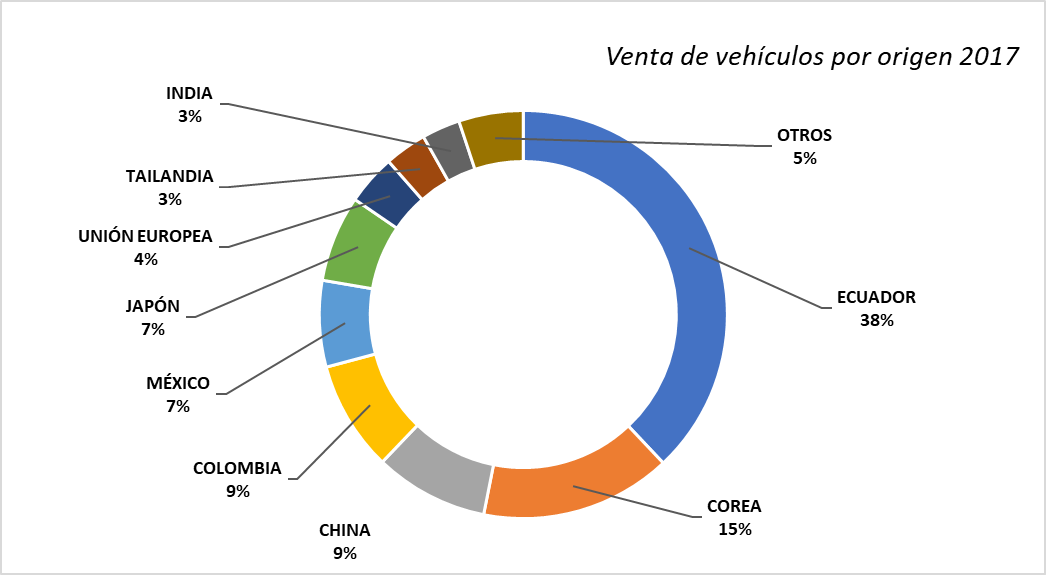 Venta de vehículos por origen 2017
INDIA
3%
OTROS
5%
TAILANDIA
3%
UNIÓN EUROPEA
4%
ECUADOR
38%
JAPÓN
7%
MÉXICO
7%
COLOMBIA
9%
COREA
15%
CHINA
9%